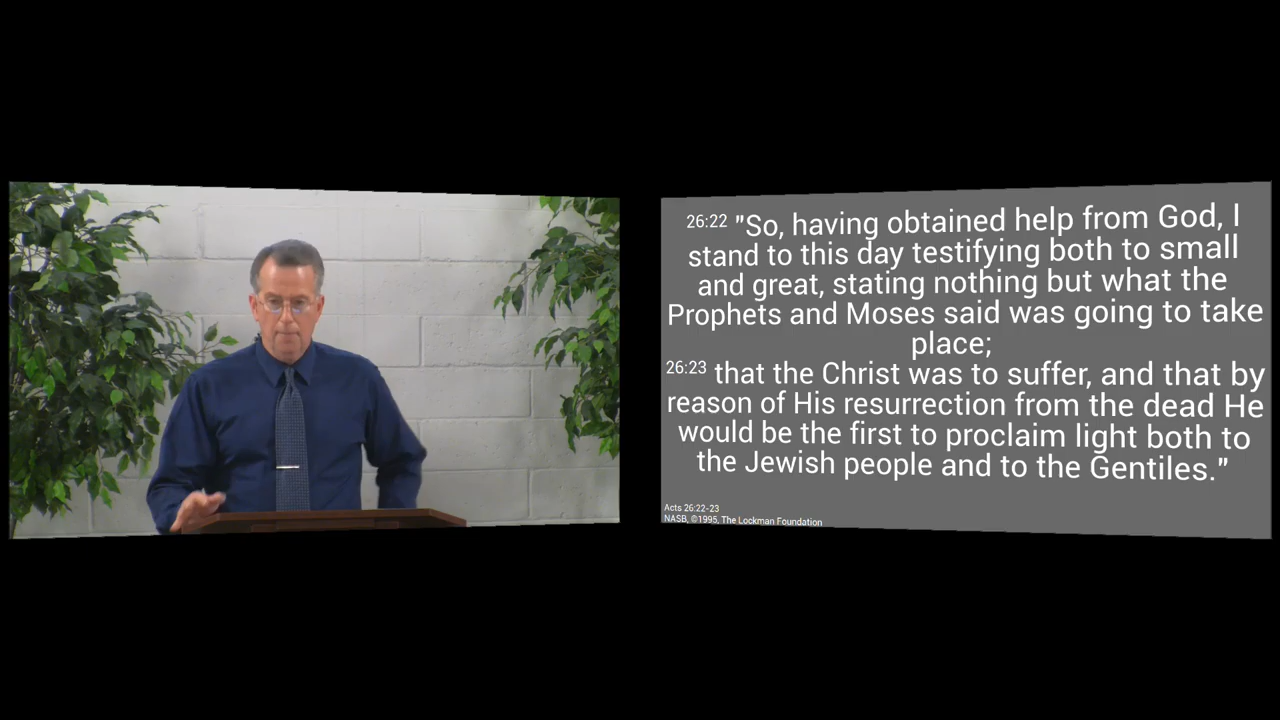 26:22 "So, having obtained help from God, I
stand to this day testifying both to small
and great, stating nothing but what the
Prophets and Moses said was going to take
place;
26:23 that the Christ was to suffer, and that by
reason of His resurrection from the dead He
would be the first to proclaim light both to
the Jewish people and to the Gentiles."
Acts 26:22-23
NASB, ©1995, The Lockman Foundation